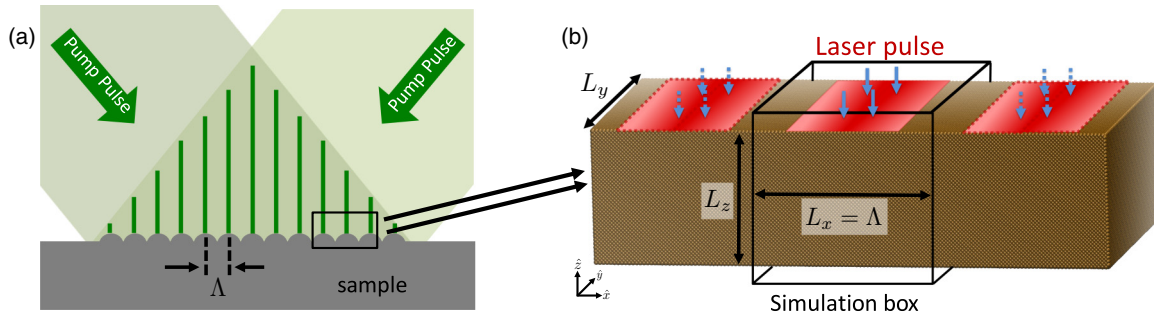 (a)
Pump Pulse
Pump Pulse
Λ
sample
(b)
Laser pulse
L_y
L_z
L_x = Λ
ẑ
ŷ
x̂
Simulation box